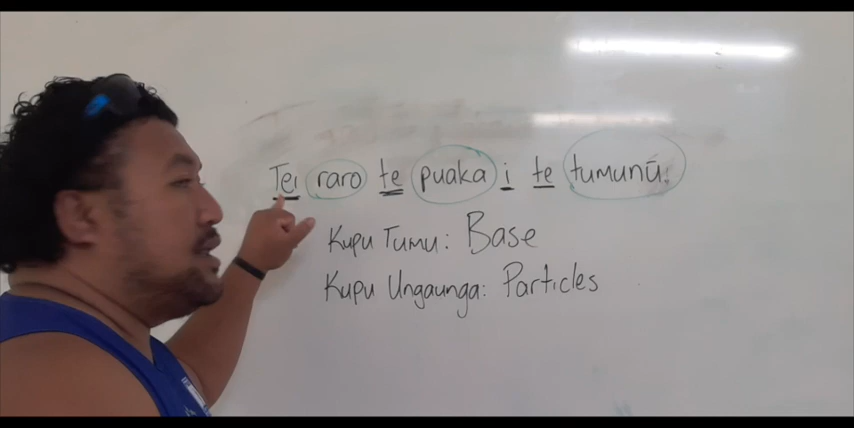 Tei raro te puaka i te tumunū.
Kupu Tumu: Base
Kupu Ungaunga: Particles